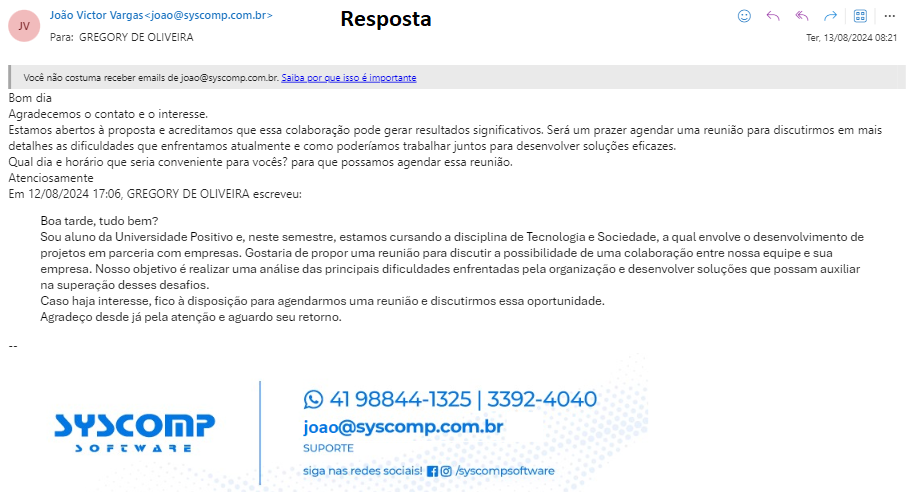 JV
João Victor Vargas<joao@syscomp.com.br>
Resposta
Para: GREGORY DE OLIVEIRA
Ter, 13/08/2024 08:21
Você não costuma receber emails de joao@syscomp.com.br. Saiba por que isso é importante
Bom dia
Agradecemos o contato e o interesse.
Estamos abertos à proposta e acreditamos que essa colaboração pode gerar resultados significativos. Será um prazer agendar uma reunião para discutirmos em mais
detalhes as dificuldades que enfrentamos atualmente e como poderíamos trabalhar juntos para desenvolver soluções eficazes.
Qual dia e horário que seria conveniente para vocês? para que possamos agendar essa reunião.
Atenciosamente
Em 12/08/2024 17:06, GREGORY DE OLIVEIRA escreveu:
Boa tarde, tudo bem?
Sou aluno da Universidade Positivo e, neste semestre, estamos cursando a disciplina de Tecnologia e Sociedade, a qual envolve o desenvolvimento de
projetos em parceria com empresas. Gostaria de propor uma reunião para discutir a possibilidade de uma colaboração entre nossa equipe e sua
empresa. Nosso objetivo é realizar uma análise das principais dificuldades enfrentadas pela organização e desenvolver soluções que possam auxiliar
na superação desses desafios.
Caso haja interesse, fico à disposição para agendarmos uma reunião e discutirmos essa oportunidade.
Agradeço desde já pela atenção e aguardo seu retorno.
--
SYSCOMP
SOFTWARE
41 98844-1325 | 3392-4040
joao@syscomp.com.br
SUPORTE
siga nas redes sociais! /syscompsoftware